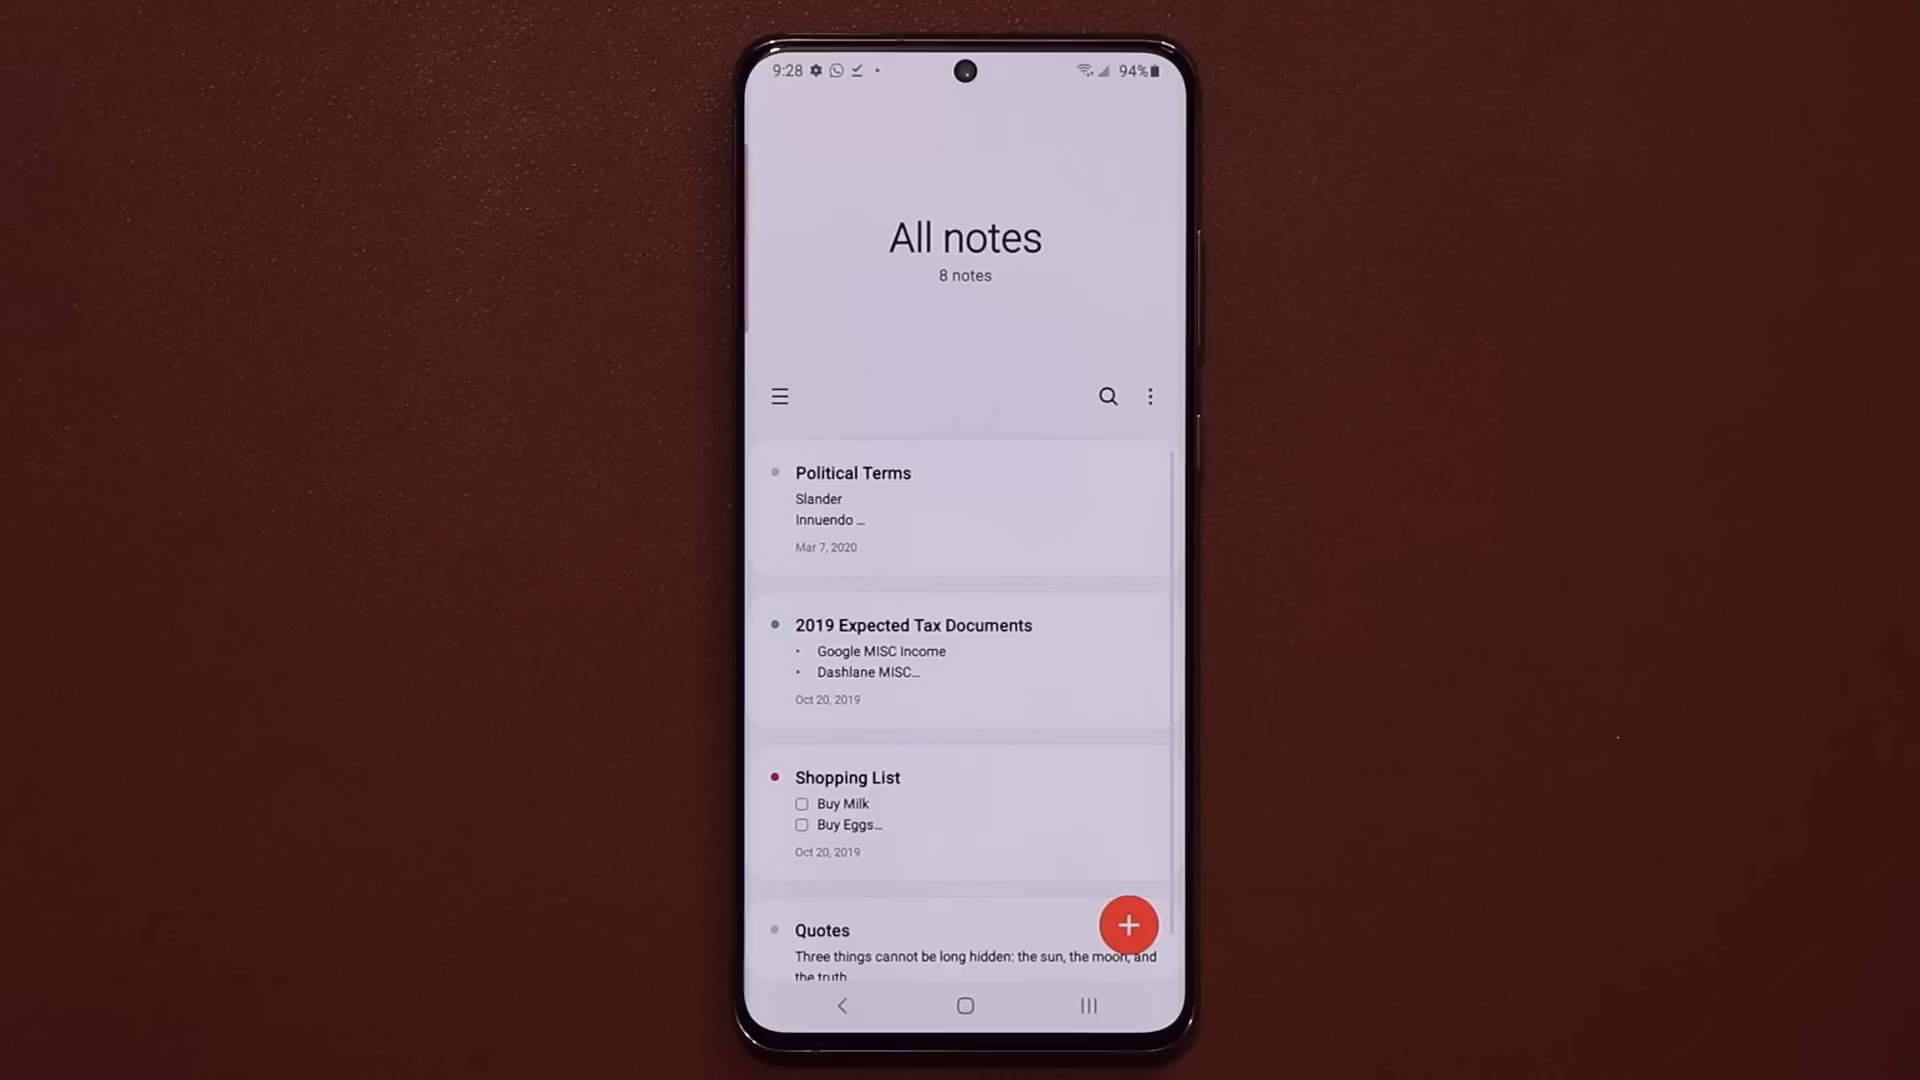 9:28 94%
All notes
8 notes
Political Terms
Slander
Innuendo ...
Mar 7, 2020
2019 Expected Tax Documents
• Google MISC Income
• Dashlane MISC...
Oct 20, 2019
Shopping List
Buy Milk
Buy Eggs...
Oct 20, 2019
Quotes
Three things cannot be long hidden: the sun, the moon, and
the truth